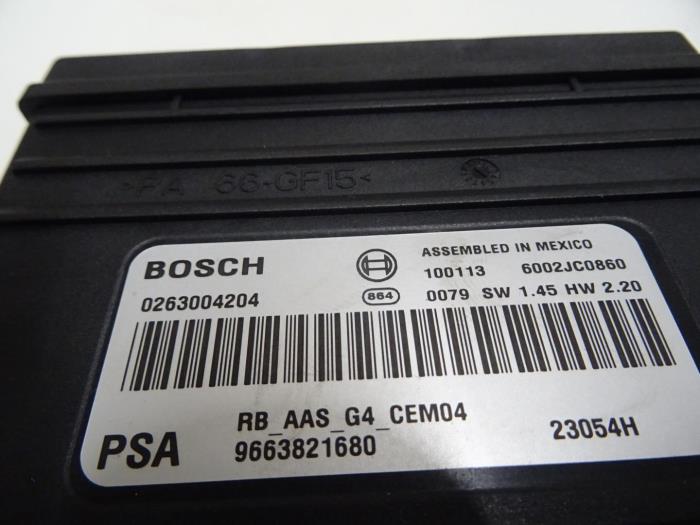 >PA 66-GF15<
BOSCH
ASSEMBLED IN MEXICO
100113 6002JC0860
0263004204
864 0079 SW 1.45 HW 2.20
RB_AAS_G4_CEM04
23054H
PSA
9663821680